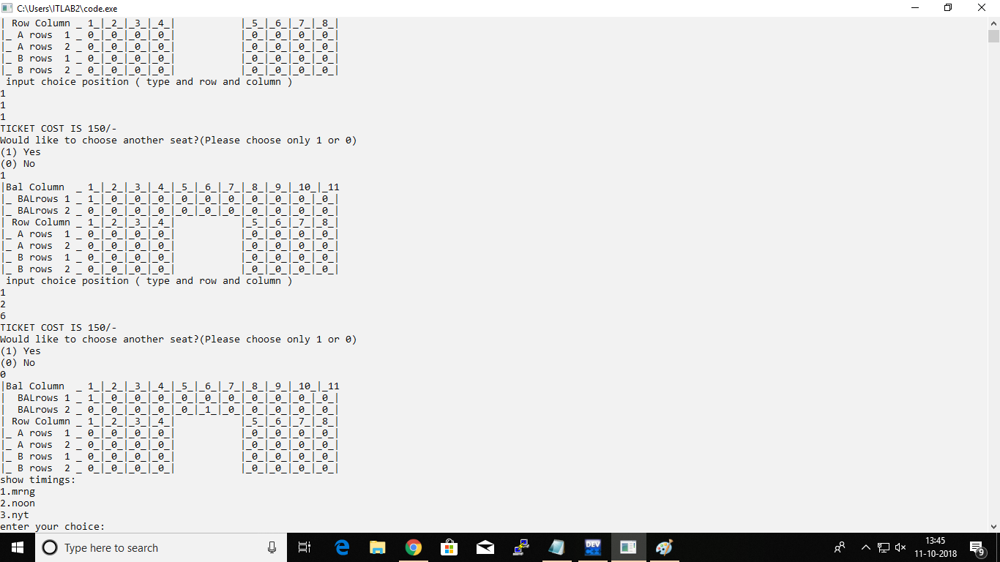 C:\Users\ITLAB2\code.exe
| Row Column _ 1_|_2_|_3_|_4_|           |_5_|_6_|_7_|_8_|
|_ A rows  1 _ 0_|_0_|_0_|_0_|           |_0_|_0_|_0_|_0_|
|_ A rows  2 _ 0_|_0_|_0_|_0_|           |_0_|_0_|_0_|_0_|
|_ B rows  1 _ 0_|_0_|_0_|_0_|           |_0_|_0_|_0_|_0_|
|_ B rows  2 _ 0_|_0_|_0_|_0_|           |_0_|_0_|_0_|_0_|
 input choice position ( type and row and column )
1
1
1
TICKET COST IS 150/-
Would like to choose another seat?(Please choose only 1 or 0)
(1) Yes
(0) No
1
|Bal Column  _ 1_|_2_|_3_|_4_|_5_|_6_|_7_|_8_|_9_|_10_|_11
|_ BALrows 1 _ 1_|_0_|_0_|_0_|_0_|_0_|_0_|_0_|_0_|_0_|_0_|
|_ BALrows 2 _ 0_|_0_|_0_|_0_|_0_|_0_|_0_|_0_|_0_|_0_|_0_|
| Row Column _ 1_|_2_|_3_|_4_|           |_5_|_6_|_7_|_8_|
|_ A rows  1 _ 0_|_0_|_0_|_0_|           |_0_|_0_|_0_|_0_|
|_ A rows  2 _ 0_|_0_|_0_|_0_|           |_0_|_0_|_0_|_0_|
|_ B rows  1 _ 0_|_0_|_0_|_0_|           |_0_|_0_|_0_|_0_|
|_ B rows  2 _ 0_|_0_|_0_|_0_|           |_0_|_0_|_0_|_0_|
 input choice position ( type and row and column )
1
2
6
TICKET COST IS 150/-
Would like to choose another seat?(Please choose only 1 or 0)
(1) Yes
(0) No
0
|Bal Column  _ 1_|_2_|_3_|_4_|_5_|_6_|_7_|_8_|_9_|_10_|_11
|  BALrows 1 _ 1_|_0_|_0_|_0_|_0_|_0_|_0_|_0_|_0_|_0_|_0_|
|  BALrows 2 _ 0_|_0_|_0_|_0_|_0_|_1_|_0_|_0_|_0_|_0_|_0_|
| Row Column _ 1_|_2_|_3_|_4_|           |_5_|_6_|_7_|_8_|
|_ A rows  1 _ 0_|_0_|_0_|_0_|           |_0_|_0_|_0_|_0_|
|_ A rows  2 _ 0_|_0_|_0_|_0_|           |_0_|_0_|_0_|_0_|
|_ B rows  1 _ 0_|_0_|_0_|_0_|           |_0_|_0_|_0_|_0_|
|_ B rows  2 _ 0_|_0_|_0_|_0_|           |_0_|_0_|_0_|_0_|
show timings:
1.mrng
2.noon
3.nyt
enter your choice:
Type here to search
DEV
13:45
11-10-2018
9